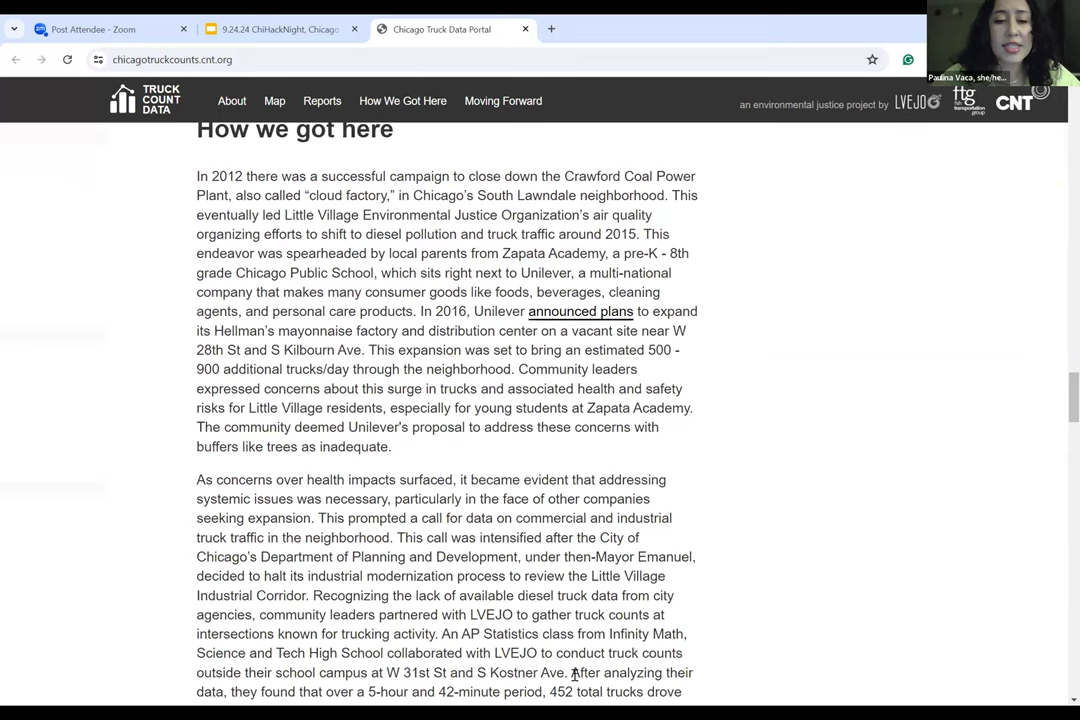 Post Attendee - Zoom
9.24.24 ChiHackNight, Chicago
Chicago Truck Data Portal
chicagotruckcounts.cnt.org
Paulina Vaca, she/he...
TRUCK
COUNT
DATA
About
Map
Reports
How We Got Here
Moving Forward
an environmental justice project by
LVEJO
ftg
CNT
How we got here
In 2012 there was a successful campaign to close down the Crawford Coal Power
Plant, also called “cloud factory,” in Chicago’s South Lawndale neighborhood. This
eventually led Little Village Environmental Justice Organization’s air quality
organizing efforts to shift to diesel pollution and truck traffic around 2015. This
endeavor was spearheaded by local parents from Zapata Academy, a pre-K - 8th
grade Chicago Public School, which sits right next to Unilever, a multi-national
company that makes many consumer goods like foods, beverages, cleaning
agents, and personal care products. In 2016, Unilever announced plans to expand
its Hellman’s mayonnaise factory and distribution center on a vacant site near W
28th St and S Kilbourn Ave. This expansion was set to bring an estimated 500 -
900 additional trucks/day through the neighborhood. Community leaders
expressed concerns about this surge in trucks and associated health and safety
risks for Little Village residents, especially for young students at Zapata Academy.
The community deemed Unilever's proposal to address these concerns with
buffers like trees as inadequate.
As concerns over health impacts surfaced, it became evident that addressing
systemic issues was necessary, particularly in the face of other companies
seeking expansion. This prompted a call for data on commercial and industrial
truck traffic in the neighborhood. This call was intensified after the City of
Chicago’s Department of Planning and Development, under then-Mayor Emanuel,
decided to halt its industrial modernization process to review the Little Village
Industrial Corridor. Recognizing the lack of available diesel truck data from city
agencies, community leaders partnered with LVEJO to gather truck counts at
intersections known for trucking activity. An AP Statistics class from Infinity Math,
Science and Tech High School collaborated with LVEJO to conduct truck counts
outside their school campus at W 31st St and S Kostner Ave. After analyzing their
data, they found that over a 5-hour and 42-minute period, 452 total trucks drove